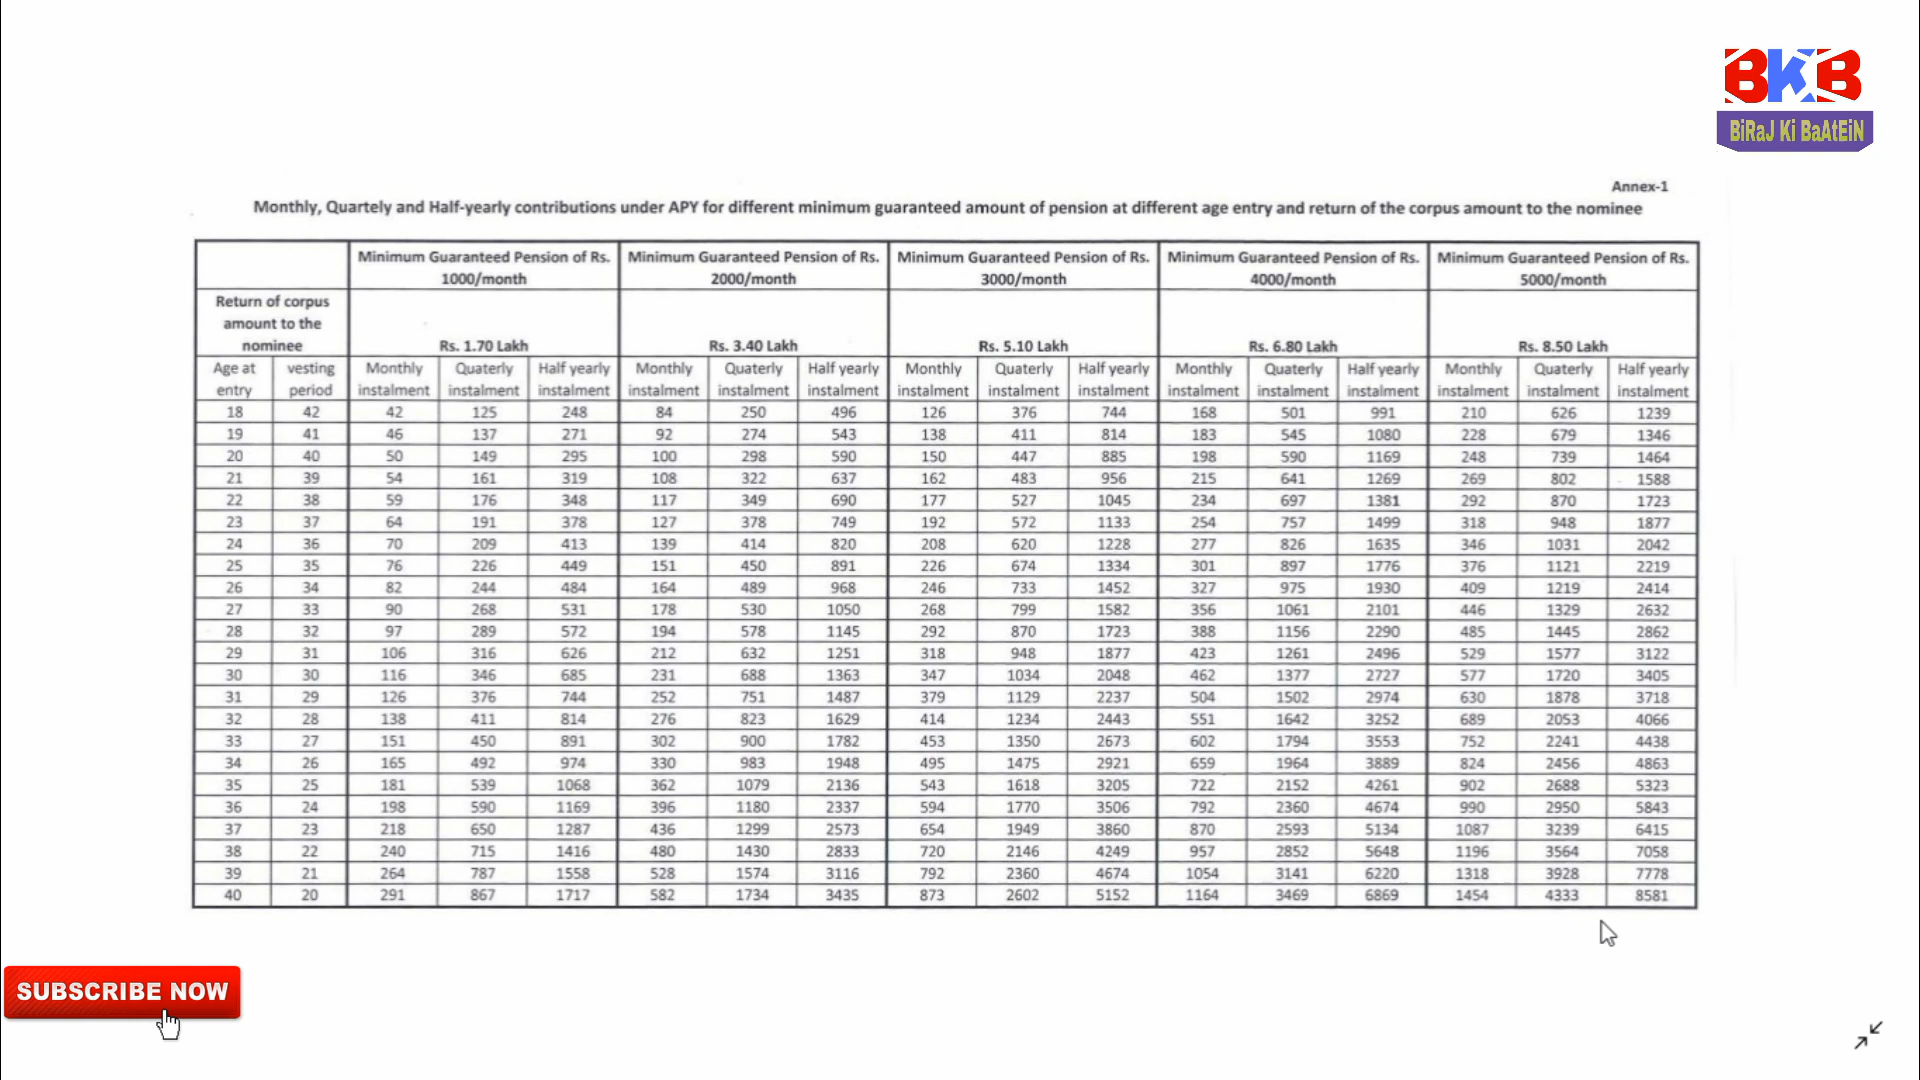 BKB
BiRaJ Ki BaAtEiN
Annex-1
Monthly, Quartely and Half-yearly contributions under APY for different minimum guaranteed amount of pension at different age entry and return of the corpus amount to the nominee
Minimum Guaranteed Pension of Rs. 1000/month Minimum Guaranteed Pension of Rs. 2000/month Minimum Guaranteed Pension of Rs. 3000/month Minimum Guaranteed Pension of Rs. 4000/month Minimum Guaranteed Pension of Rs. 5000/month
Return of corpus amount to the nominee Rs. 1.70 Lakh Rs. 3.40 Lakh Rs. 5.10 Lakh Rs. 6.80 Lakh Rs. 8.50 Lakh
Age at entry vesting period Monthly instalment Quaterly instalment Half yearly instalment Monthly instalment Quaterly instalment Half yearly instalment Monthly instalment Quaterly instalment Half yearly instalment Monthly instalment Quaterly instalment Half yearly instalment Monthly instalment Quaterly instalment Half yearly instalment
18 42 42 125 248 84 250 496 126 376 744 168 501 991 210 626 1239
19 41 46 137 271 92 274 543 138 411 814 183 545 1080 228 679 1346
20 40 50 149 295 100 298 590 150 447 885 198 590 1169 248 739 1464
21 39 54 161 319 108 322 637 162 483 956 215 641 1269 269 802 1588
22 38 59 176 348 117 349 690 177 527 1045 234 697 1381 292 870 1723
23 37 64 191 378 127 378 749 192 572 1133 254 757 1499 318 948 1877
24 36 70 209 413 139 414 820 208 620 1228 277 826 1635 346 1031 2042
25 35 76 226 449 151 450 891 226 674 1334 301 897 1776 376 1121 2219
26 34 82 244 484 164 489 968 246 733 1452 327 975 1930 409 1219 2414
27 33 90 268 531 178 530 1050 268 799 1582 356 1061 2101 446 1329 2632
28 32 97 289 572 194 578 1145 292 870 1723 388 1156 2290 485 1445 2862
29 31 106 316 626 212 632 1251 318 948 1877 423 1261 2496 529 1577 3122
30 30 116 346 685 231 688 1363 347 1034 2048 462 1377 2727 577 1720 3405
31 29 126 376 744 252 751 1487 379 1129 2237 504 1502 2974 630 1878 3718
32 28 138 411 814 276 823 1629 414 1234 2443 551 1642 3252 689 2053 4066
33 27 151 450 891 302 900 1782 453 1350 2673 602 1794 3553 752 2241 4438
34 26 165 492 974 330 983 1948 495 1475 2921 659 1964 3889 824 2456 4863
35 25 181 539 1068 362 1079 2136 543 1618 3205 722 2152 4261 902 2688 5323
36 24 198 590 1169 396 1180 2337 594 1770 3506 792 2360 4674 990 2950 5843
37 23 218 650 1287 436 1299 2573 654 1949 3860 870 2593 5134 1087 3239 6415
38 22 240 715 1416 480 1430 2833 720 2146 4249 957 2852 5648 1196 3564 7058
39 21 264 787 1558 528 1574 3116 792 2360 4674 1054 3141 6220 1318 3928 7778
40 20 291 867 1717 582 1734 3435 873 2602 5152 1164 3469 6869 1454 4333 8581
SUBSCRIBE NOW